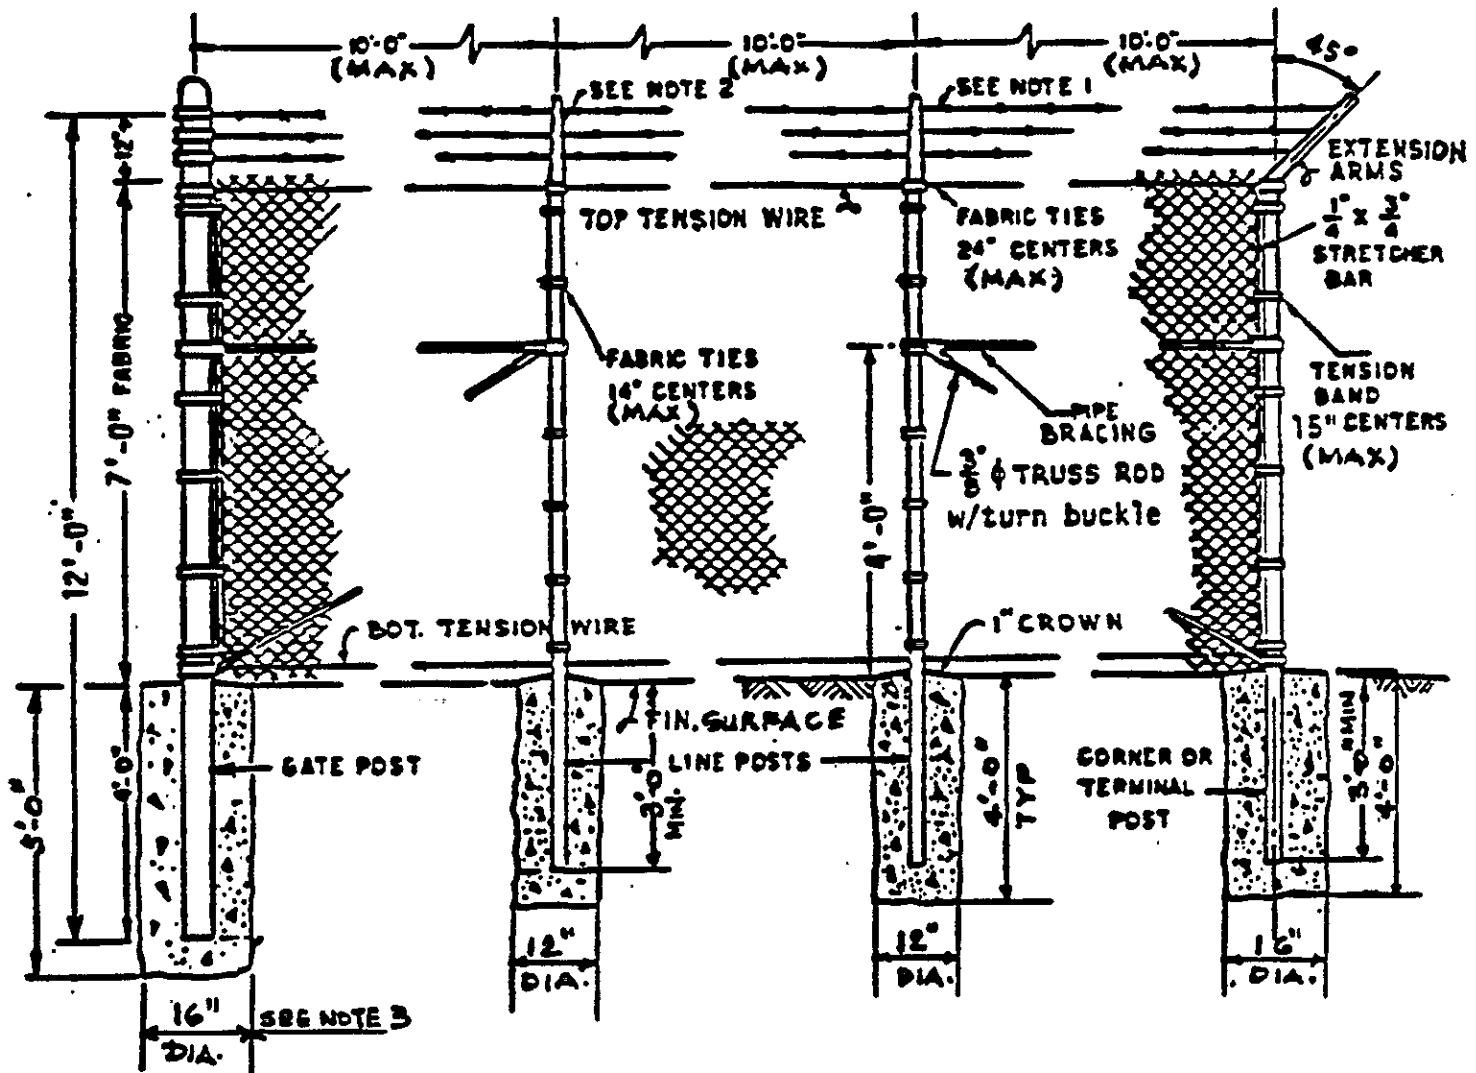 10'-0"
(MAX)
10'-0"
(MAX)
10'-0"
(MAX)
45°
SEE NOTE 2
SEE NOTE 1
12"
EXTENSION
ARMS
TOP TENSION WIRE
FABRIC TIES
24" CENTERS
(MAX)
1/4" x 3/4"
STRETCHER
BAR
7'-0" FABRIC
12'-0"
FABRIC TIES
14" CENTERS
(MAX)
PIPE
BRACING
TENSION
BAND
15" CENTERS
(MAX)
3/8" ϕ TRUSS ROD
w/turn buckle
4'-0"
BOT. TENSION WIRE
1" CROWN
FIN. SURFACE
GATE POST
LINE POSTS
CORNER OR
TERMINAL
POST
5'-0"
4'-0"
3'-0"
MIN.
4'-0"
TYP
3'-0"
MIN
4'-0"
12"
DIA.
12"
DIA.
16"
DIA.
16"
DIA.
SEE NOTE 3